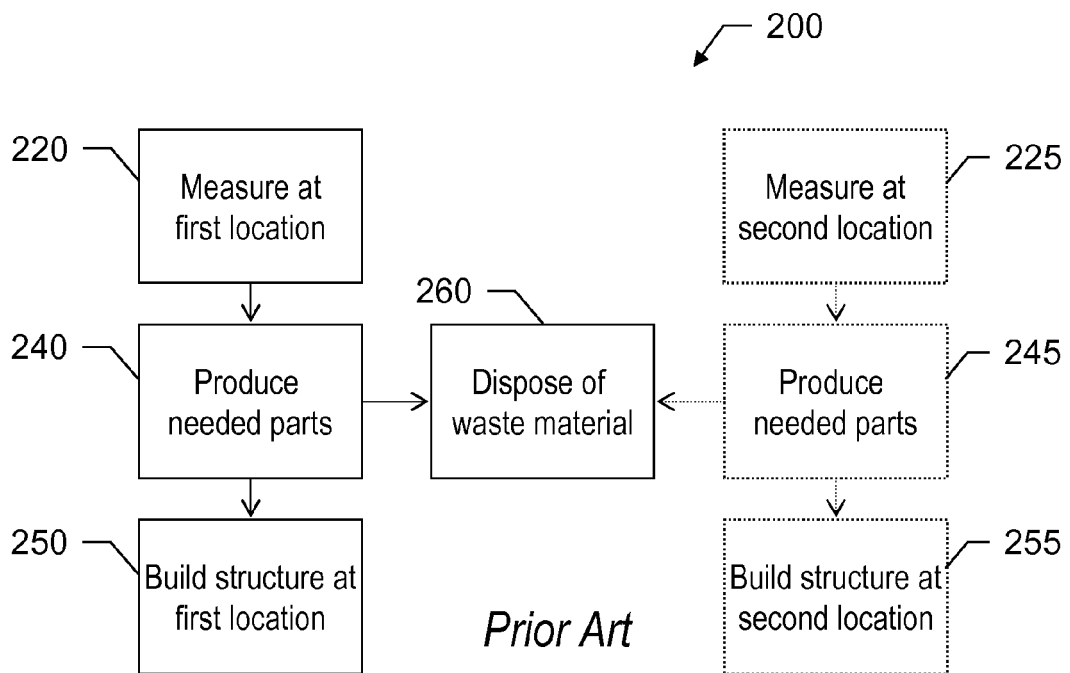 200
220
Measure at
first location
225
Measure at
second location
260
240
Produce
needed parts
Dispose of
waste material
245
Produce
needed parts
250
Build structure at
first location
255
Build structure at
second location
Prior Art